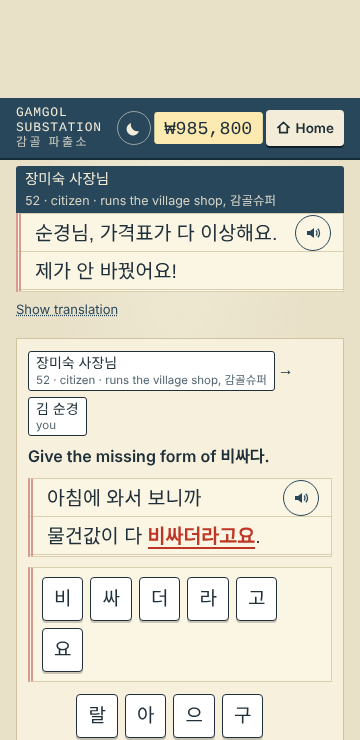 GAMGOL
SUBSTATION
감골 파출소
₩985,800
Home
장미숙 사장님
52 · citizen · runs the village shop, 감골슈퍼
순경님, 가격표가 다 이상해요.
제가 안 바꿨어요!
Show translation
장미숙 사장님
52 · citizen · runs the village shop, 감골슈퍼
→
김 순경
you
Give the missing form of 비싸다.
아침에 와서 보니까
물건값이 다 비싸더라고요.
비 싸 더 라 고
요
랄 아 으 구